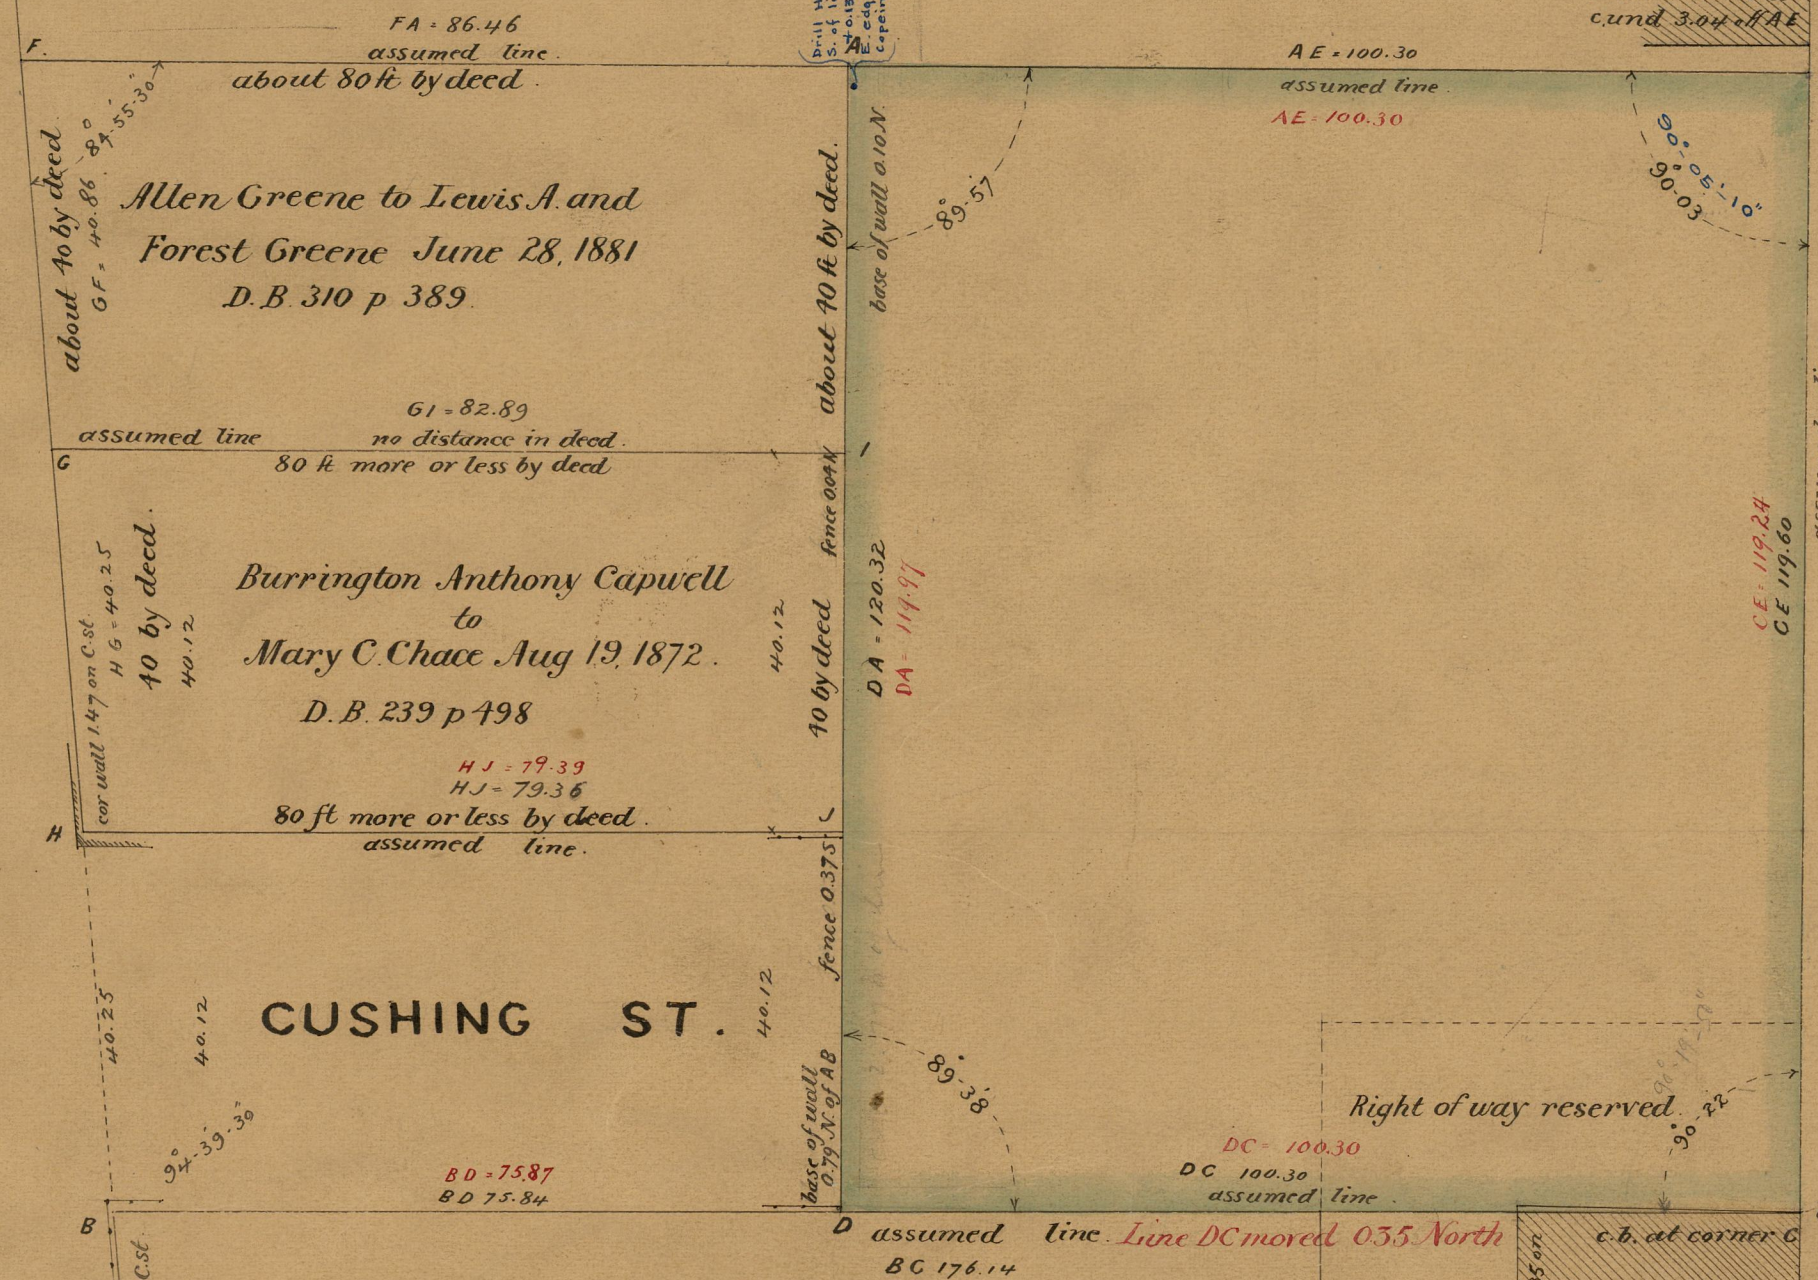 FA = 86.46
assumed line.
F.
about 80 ft by deed.
84°-55'-30"
about 40 by deed
GF = 40.86
Allen Greene to Lewis A. and
Forest Greene June 28, 1881
D.B. 310 p 389.
about 40 ft by deed.
GI = 82.89
assumed line
no distance in deed.
G
80 ft more or less by deed
I
fence 0.04 N
cor wall 1.47 on C. st.
HG = 40.25
40 by deed.
40.12
Burrington Anthony Capwell
to
Mary C. Chace Aug 19, 1872.
D.B. 239 p 498
40.12
40 by deed
HJ = 79.39
HJ = 79.36
80 ft more or less by deed.
H
assumed line.
fence 0.37 S
40.25
40.12
CUSHING ST.
40.12
94°-39'-30"
base of wall
0.79 N. of AB
BD = 75.87
BD 75.84
B
C. st.
D
Drill H
S. of
E. edg
Copein
A
AE = 100.30
assumed line.
AE = 100.30
c, und 3.04 off AE
base of wall 0.10 N.
89°-57'
90°-05'-10"
90°-03
DA = 120.32
DA = 119.97
CE = 119.24
CE 119.60
89°-38'
90°-19'-50"
Right of way reserved.
90°-22
DC = 100.30
DC 100.30
assumed line.
assumed line. Line DC moved 0.35 North
BC 176.14
c.b. at corner C